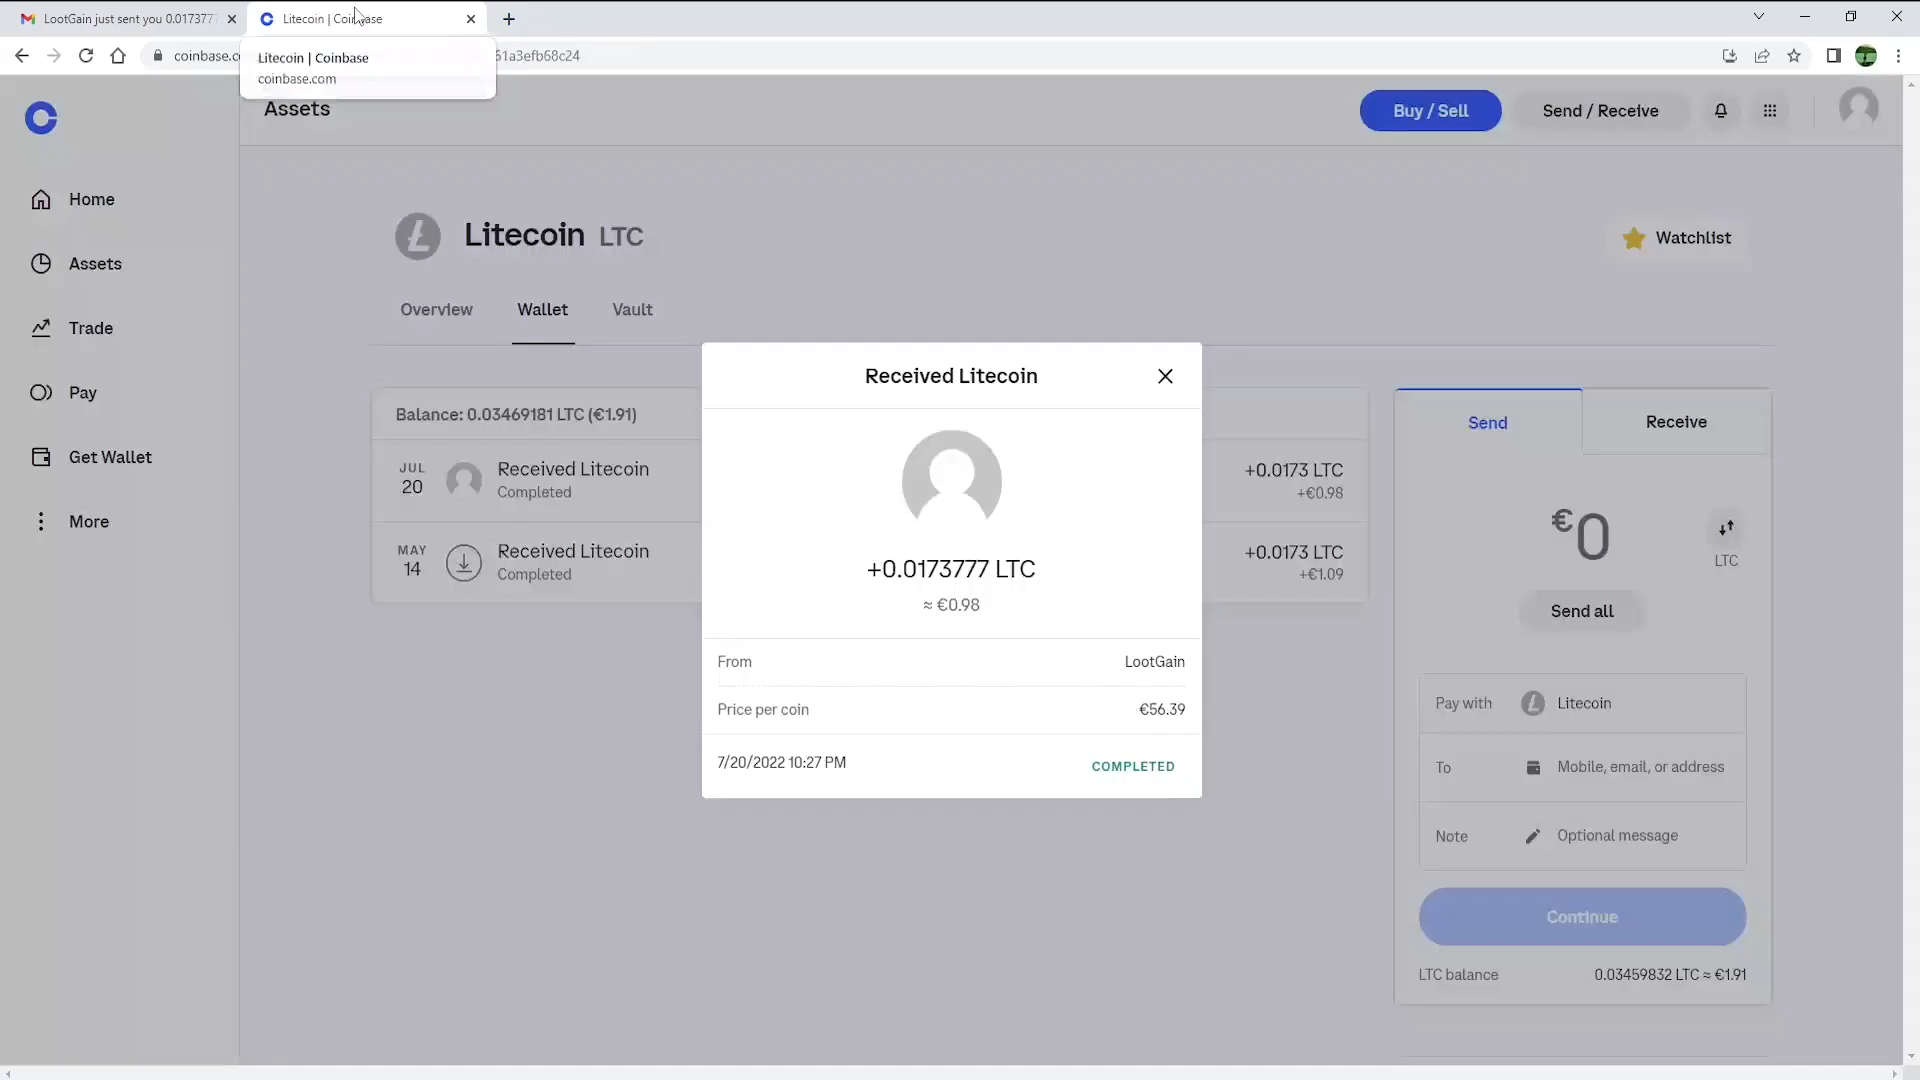 LootGain just sent you 0.017377
Litecoin | Coinbase
coinbase.co
61a3efb68c24
Litecoin | Coinbase
coinbase.com
Assets
Buy / Sell
Send / Receive
Home
Assets
Trade
Pay
Get Wallet
More
Litecoin LTC
Watchlist
Overview
Wallet
Vault
Balance: 0.03469181 LTC (€1.91)
JUL
20
Received Litecoin
Completed
+0.0173 LTC
+€0.98
MAY
14
Received Litecoin
Completed
+0.0173 LTC
+€1.09
Received Litecoin
+0.0173777 LTC
≈ €0.98
From
LootGain
Price per coin
€56.39
7/20/2022 10:27 PM
COMPLETED
Send
Receive
€0
LTC
Send all
Pay with
Litecoin
To
Mobile, email, or address
Note
Optional message
Continue
LTC balance
0.03459832 LTC ≈ €1.91